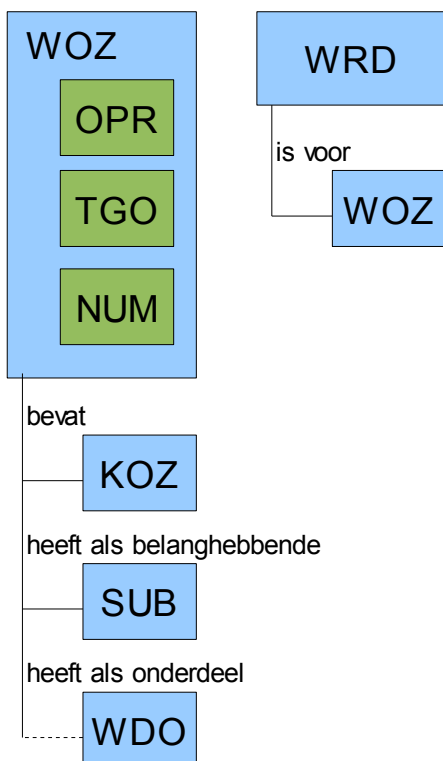 WOZ
OPR
TGO
NUM
bevat
KOZ
heeft als belanghebbende
SUB
heeft als onderdeel
WDO
WRD
is voor
WOZ